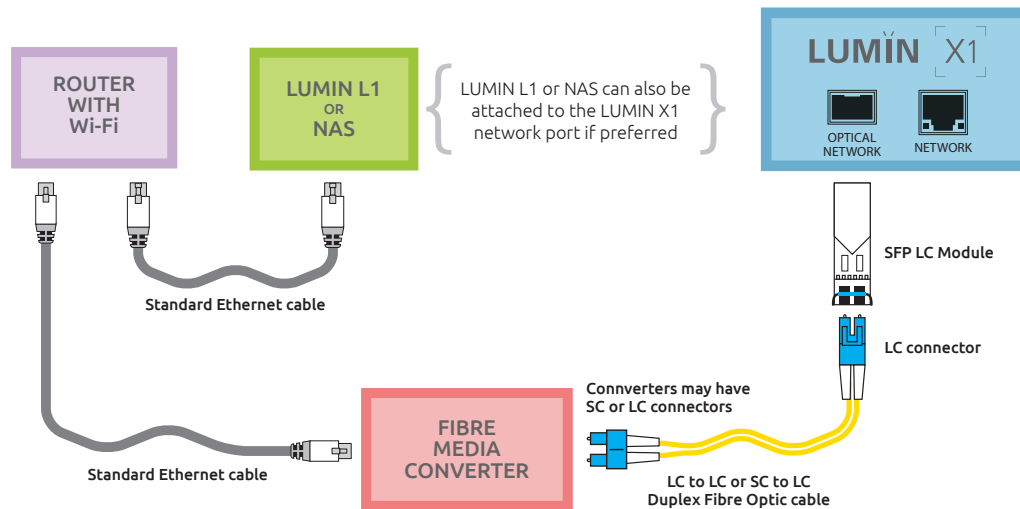 ROUTER
WITH
Wi-Fi
LUMIN L1
OR
NAS
LUMIN L1 or NAS can also be
attached to the LUMIN X1
network port if preferred
LUMÏN [X1]
OPTICAL
NETWORK
NETWORK
SFP LC Module
Standard Ethernet cable
LC connector
Connverters may have
SC or LC connectors
FIBRE
MEDIA
CONVERTER
Standard Ethernet cable
LC to LC or SC to LC
Duplex Fibre Optic cable